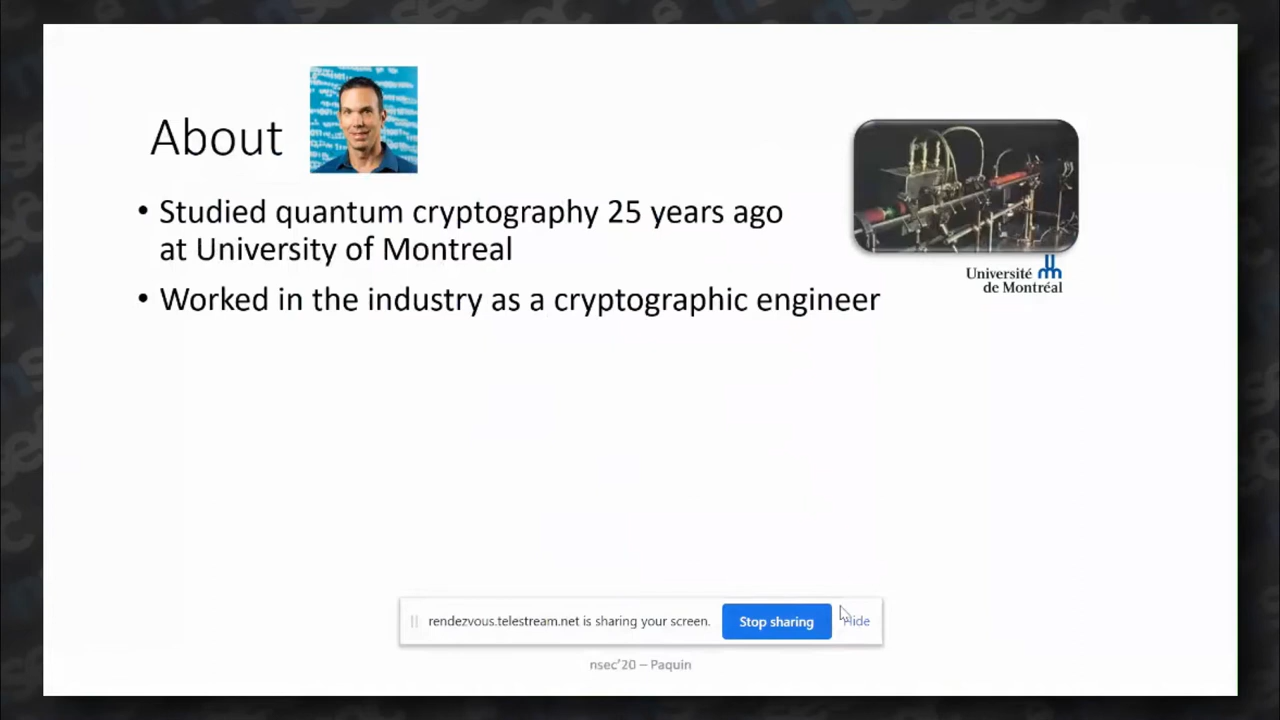 About
• Studied quantum cryptography 25 years ago
at University of Montreal
• Worked in the industry as a cryptographic engineer
Université
de Montréal
rendezvous.telestream.net is sharing your screen.
Stop sharing
Hide
nsec'20 – Paquin